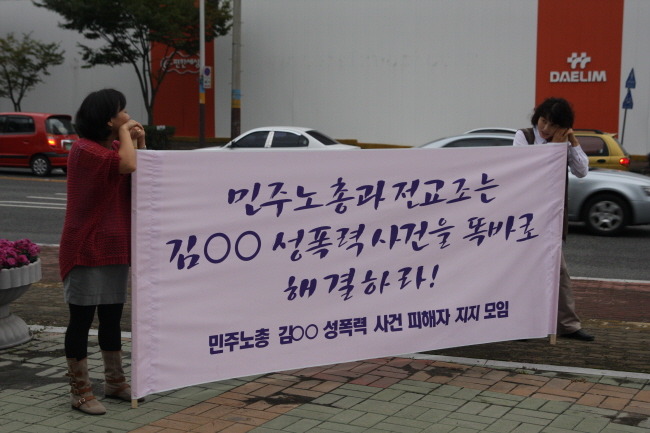 DAELIM
민주노총과 전교조는
김○○ 성폭력 사건을 똑바로
해결하라!
민주노총 김○○ 성폭력 사건 피해자 지지 모임